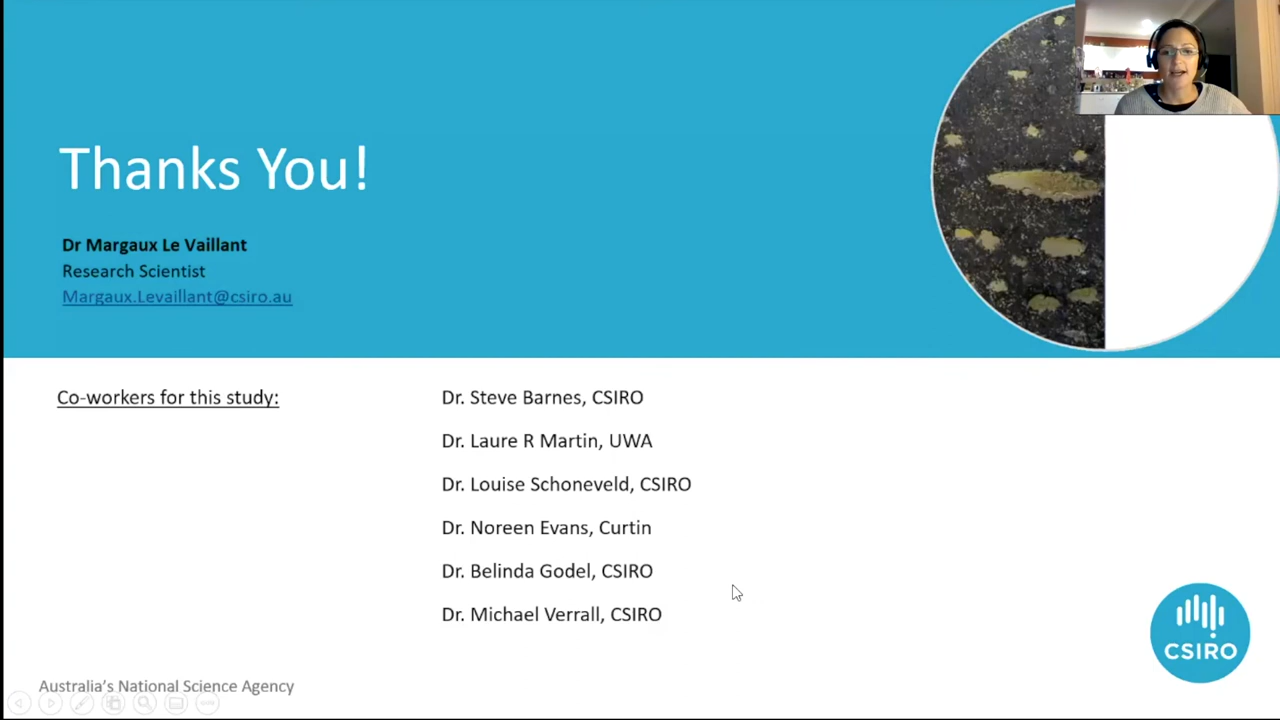 Thanks You!
Dr Margaux Le Vaillant
Research Scientist
Margaux.Levaillant@csiro.au
Co-workers for this study:
Dr. Steve Barnes, CSIRO
Dr. Laure R Martin, UWA
Dr. Louise Schoneveld, CSIRO
Dr. Noreen Evans, Curtin
Dr. Belinda Godel, CSIRO
Dr. Michael Verrall, CSIRO
CSIRO
Australia's National Science Agency